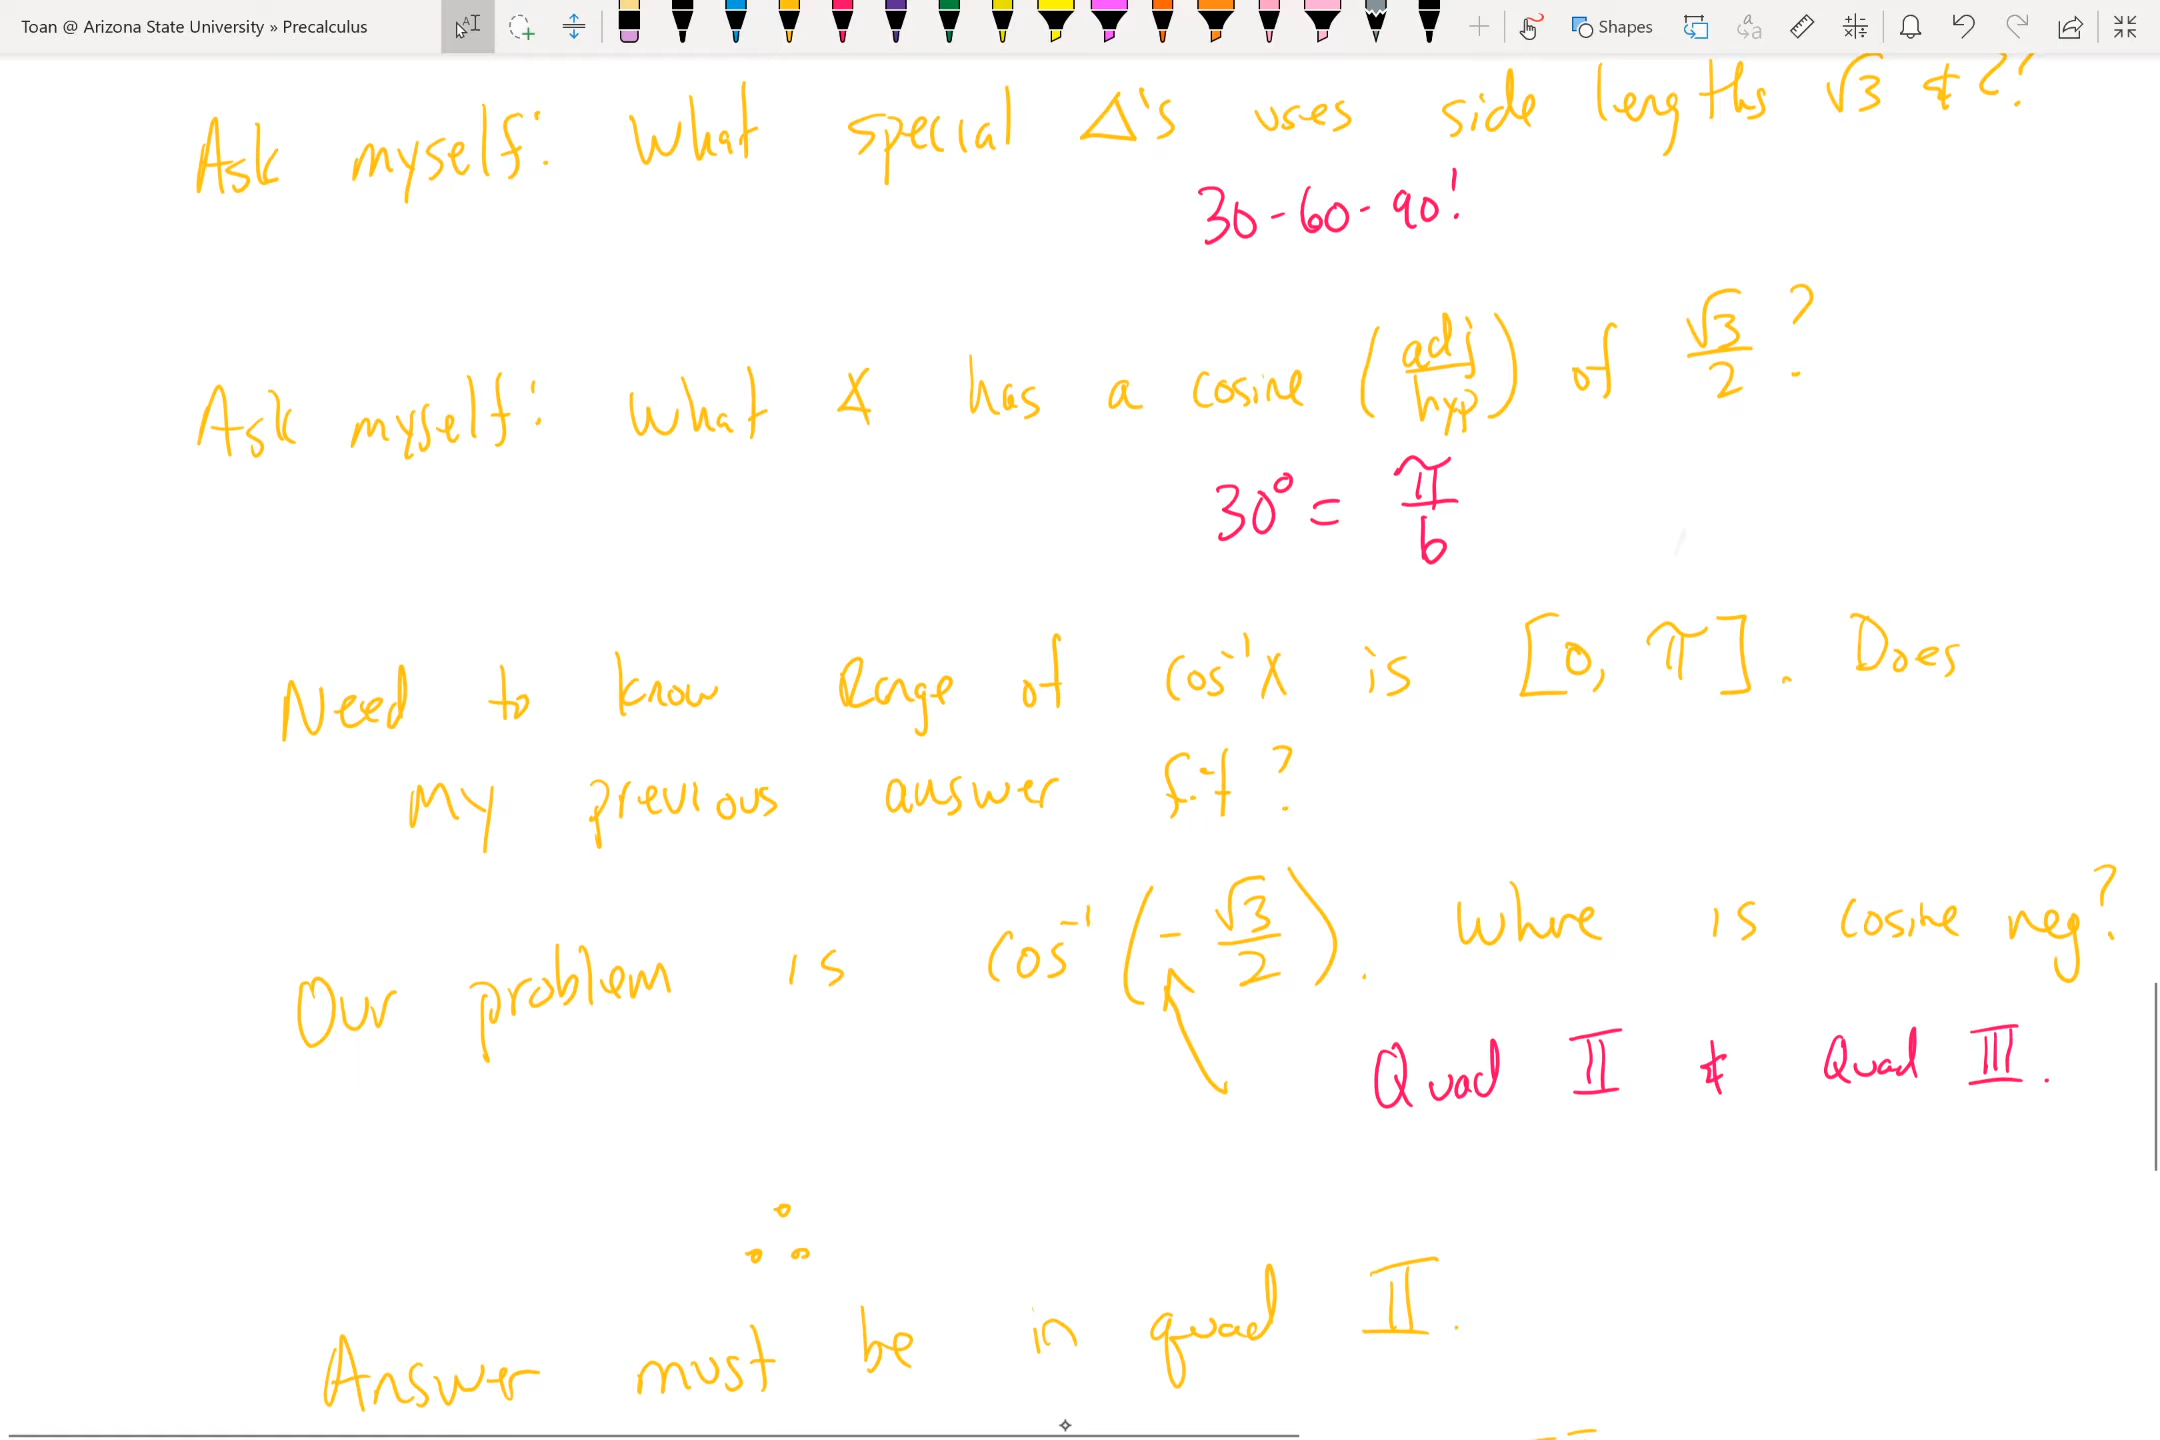 Toan @ Arizona State University » Precalculus
Shapes
Ask myself: What special Δ's uses side lengths √3 & 2?
30-60-90!
Ask myself: What ∡ has a cosine (adj/hyp) of √3/2?
30° = π/6
Need to know Range of cos⁻¹x is [0, π]. Does
my previous answer fit?
Our problem is cos⁻¹(-√3/2). Where is cosine neg?
Quad II & Quad III.
∴
Answer must be in quad II.